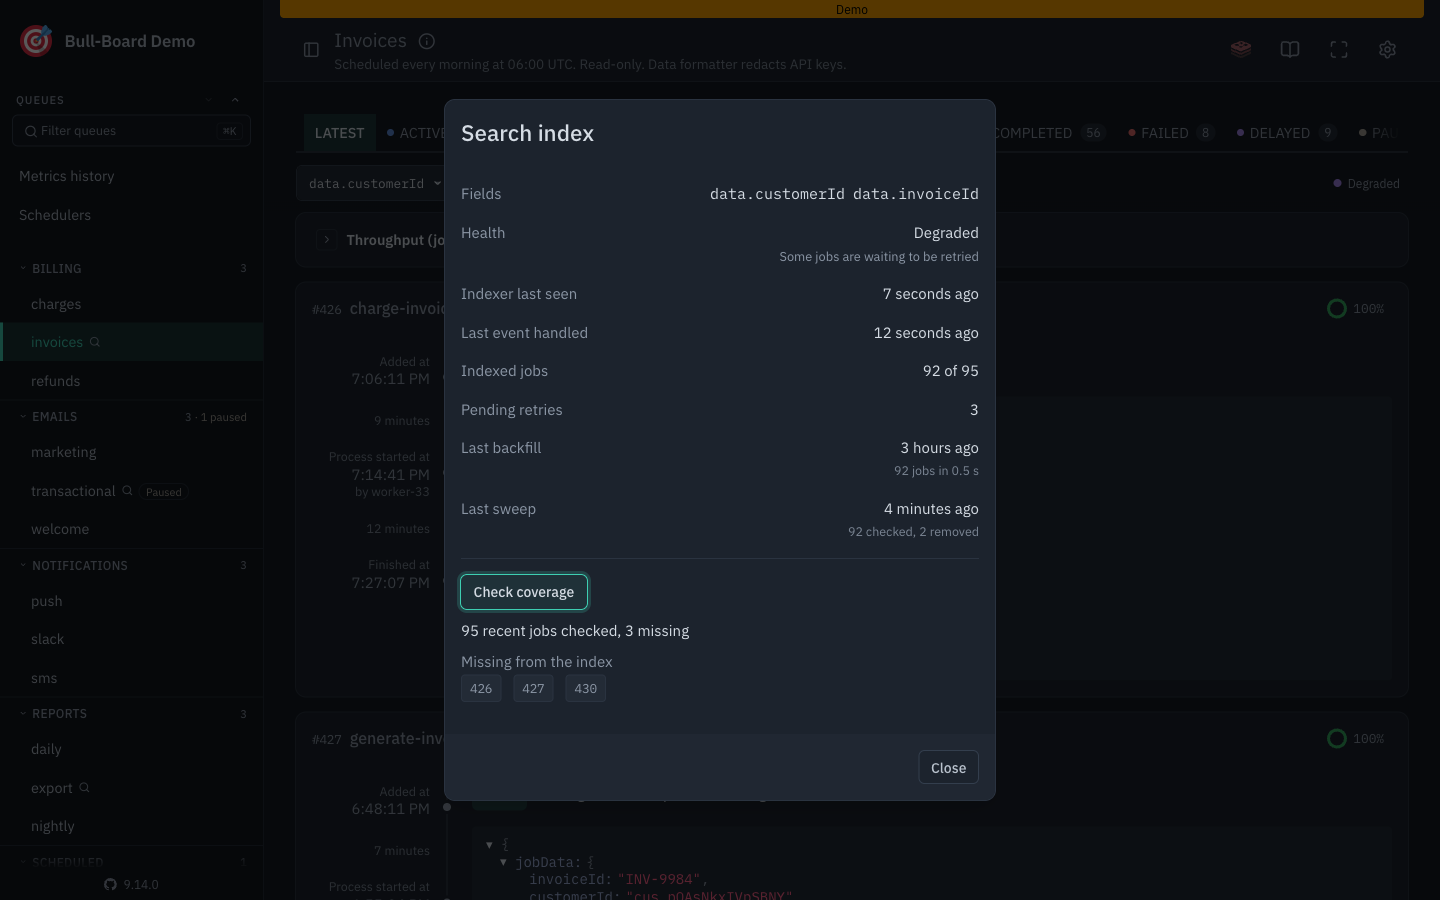 Demo
Bull-Board Demo
Invoices
Scheduled every morning at 06:00 UTC. Read-only. Data formatter redacts API keys.
QUEUES
Filter queues
⌘K
Metrics history
Schedulers
BILLING 3
charges
invoices
refunds
EMAILS 3 · 1 paused
marketing
transactional Paused
welcome
NOTIFICATIONS 3
push
slack
sms
REPORTS 3
daily
export
nightly
SCHEDULED 1
9.14.0
LATEST
ACTIVE
COMPLETED 56
FAILED 8
DELAYED 9
data.customerId
Degraded
Throughput (jo
#426 charge-invoic
100%
Added at
7:06:11 PM
9 minutes
Process started at
7:14:41 PM
by worker-33
12 minutes
Finished at
7:27:07 PM
Search index
Fields data.customerId data.invoiceId
Health Degraded
Some jobs are waiting to be retried
Indexer last seen 7 seconds ago
Last event handled 12 seconds ago
Indexed jobs 92 of 95
Pending retries 3
Last backfill 3 hours ago
92 jobs in 0.5 s
Last sweep 4 minutes ago
92 checked, 2 removed
Check coverage
95 recent jobs checked, 3 missing
Missing from the index
426 427 430
Close
#427 generate-inv
100%
Added at
6:48:11 PM
7 minutes
Process started at
{
jobData: {
invoiceId: "INV-9984",